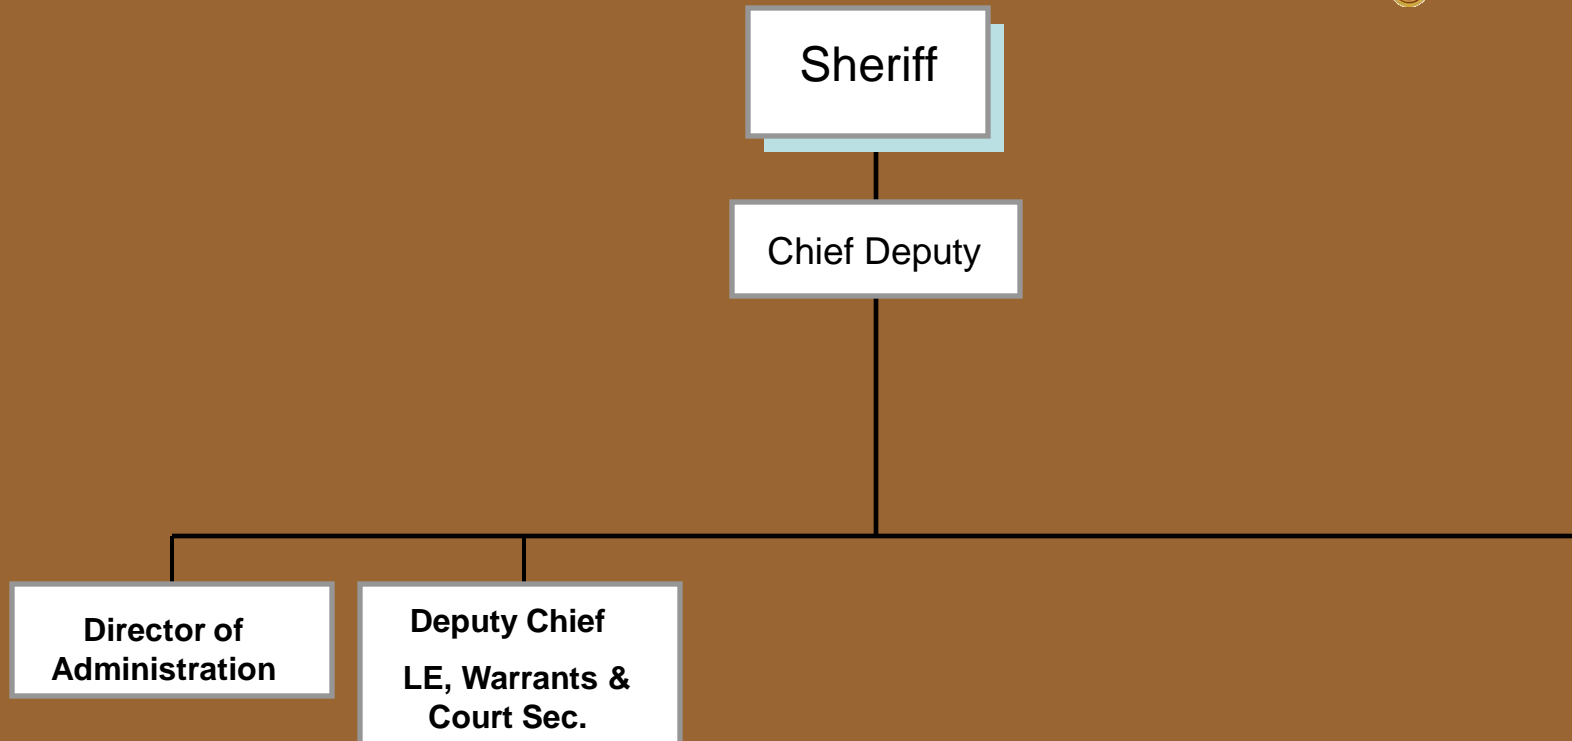 Sheriff
Chief Deputy
Director of
Administration
Deputy Chief
LE, Warrants &
Court Sec.